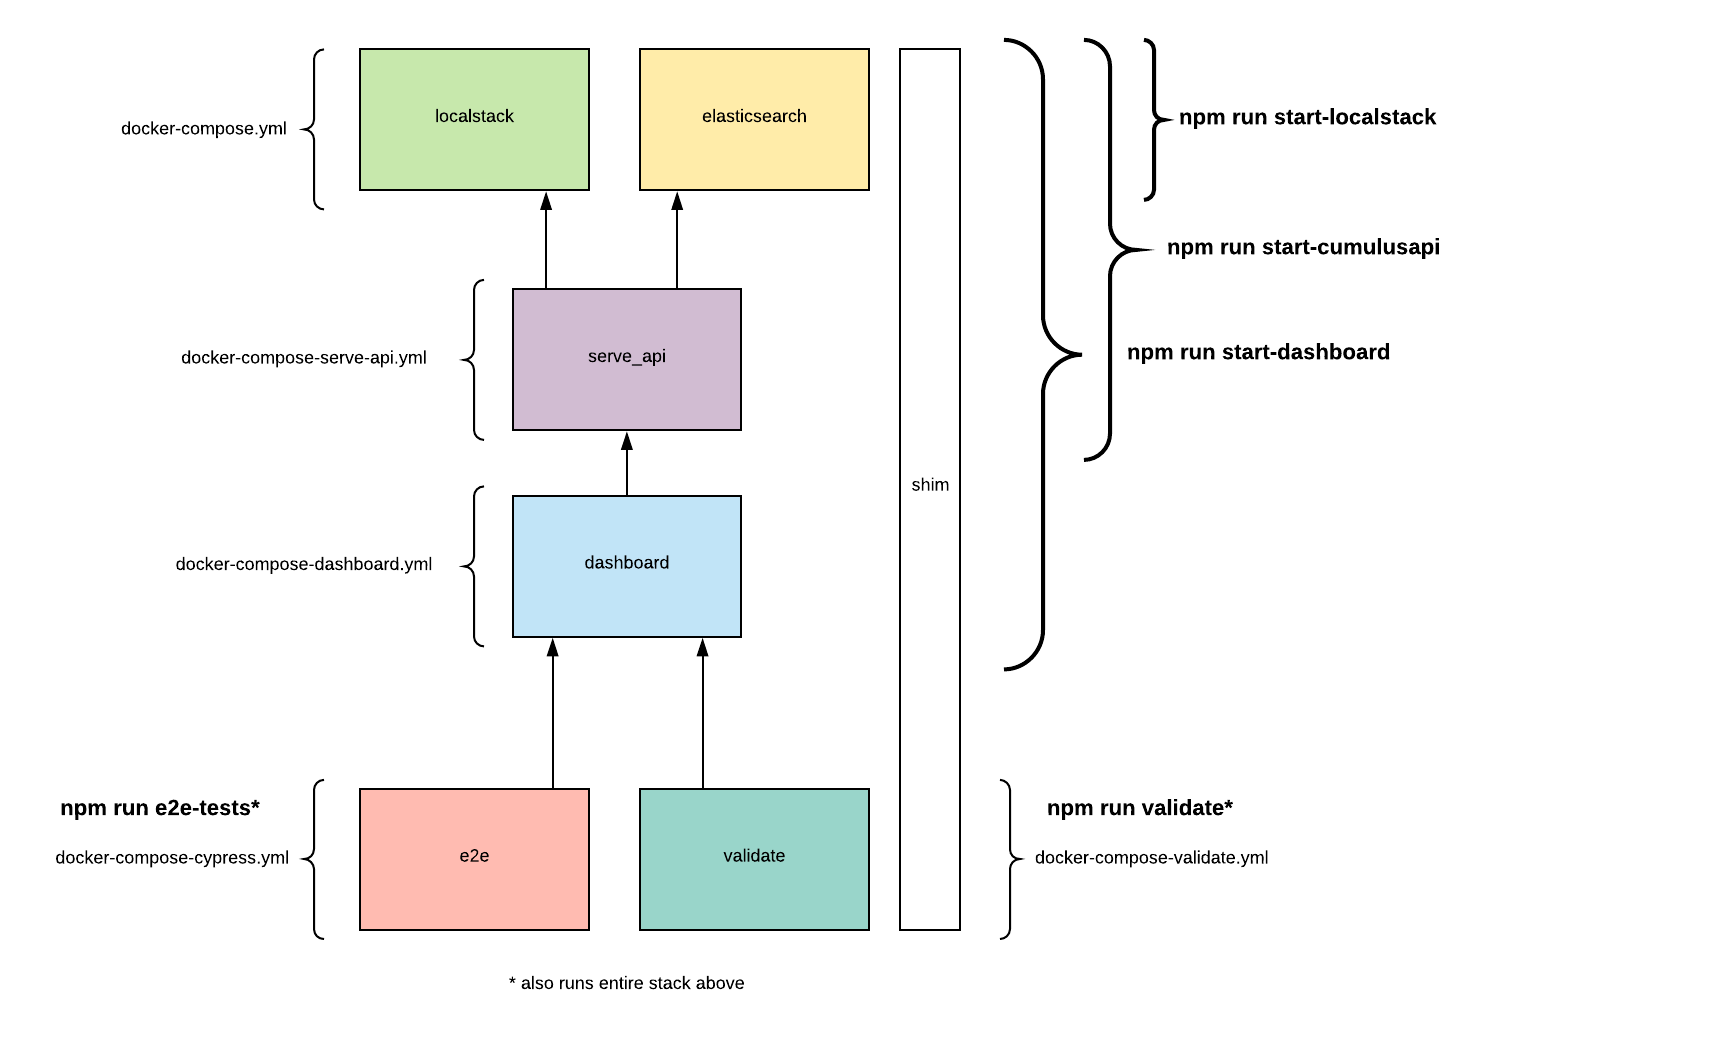 docker-compose.yml
localstack
elasticsearch
npm run start-localstack
npm run start-cumulusapi
docker-compose-serve-api.yml
serve_api
npm run start-dashboard
shim
docker-compose-dashboard.yml
dashboard
npm run e2e-tests*
docker-compose-cypress.yml
e2e
validate
npm run validate*
docker-compose-validate.yml
* also runs entire stack above